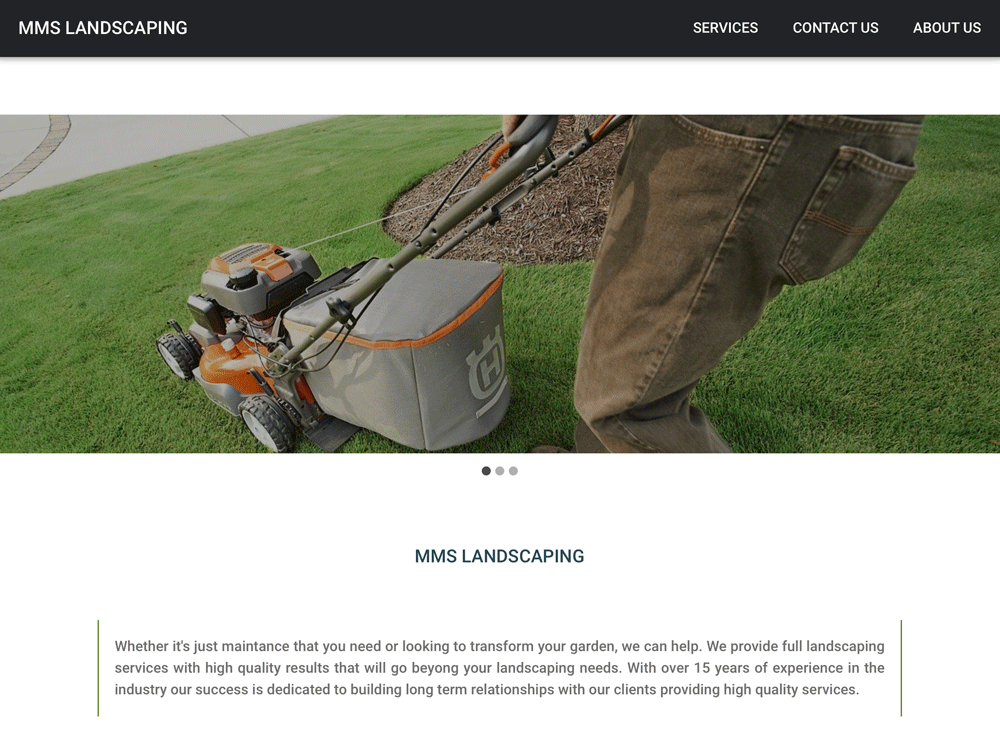 MMS LANDSCAPING
SERVICES CONTACT US ABOUT US
H
MMS LANDSCAPING
Whether it's just maintance that you need or looking to transform your garden, we can help. We provide full landscaping
services with high quality results that will go beyong your landscaping needs. With over 15 years of experience in the
industry our success is dedicated to building long term relationships with our clients providing high quality services.